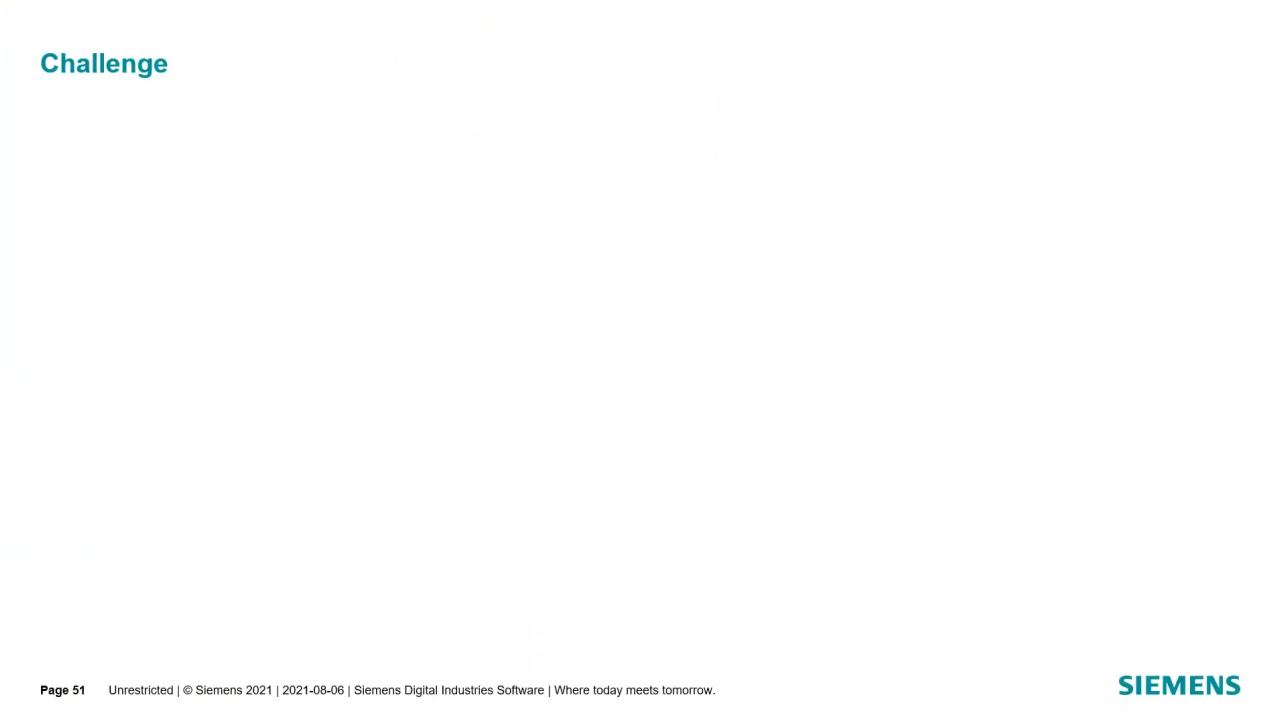 Challenge
Page 51 Unrestricted | © Siemens 2021 | 2021-08-06 | Siemens Digital Industries Software | Where today meets tomorrow.
SIEMENS